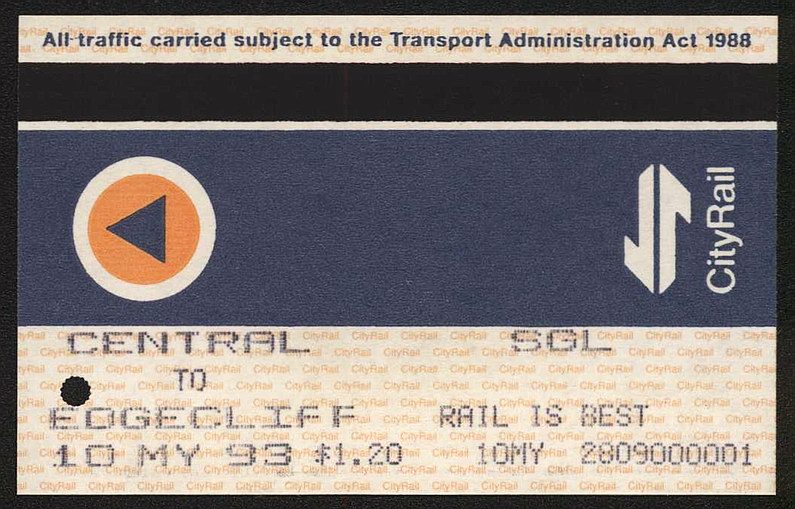 All traffic carried subject to the Transport Administration Act 1988
CityRail
CENTRAL SGL
TO
EDGECLIFF RAIL IS BEST
10 MY 93 $1.20 10MY 2809000001